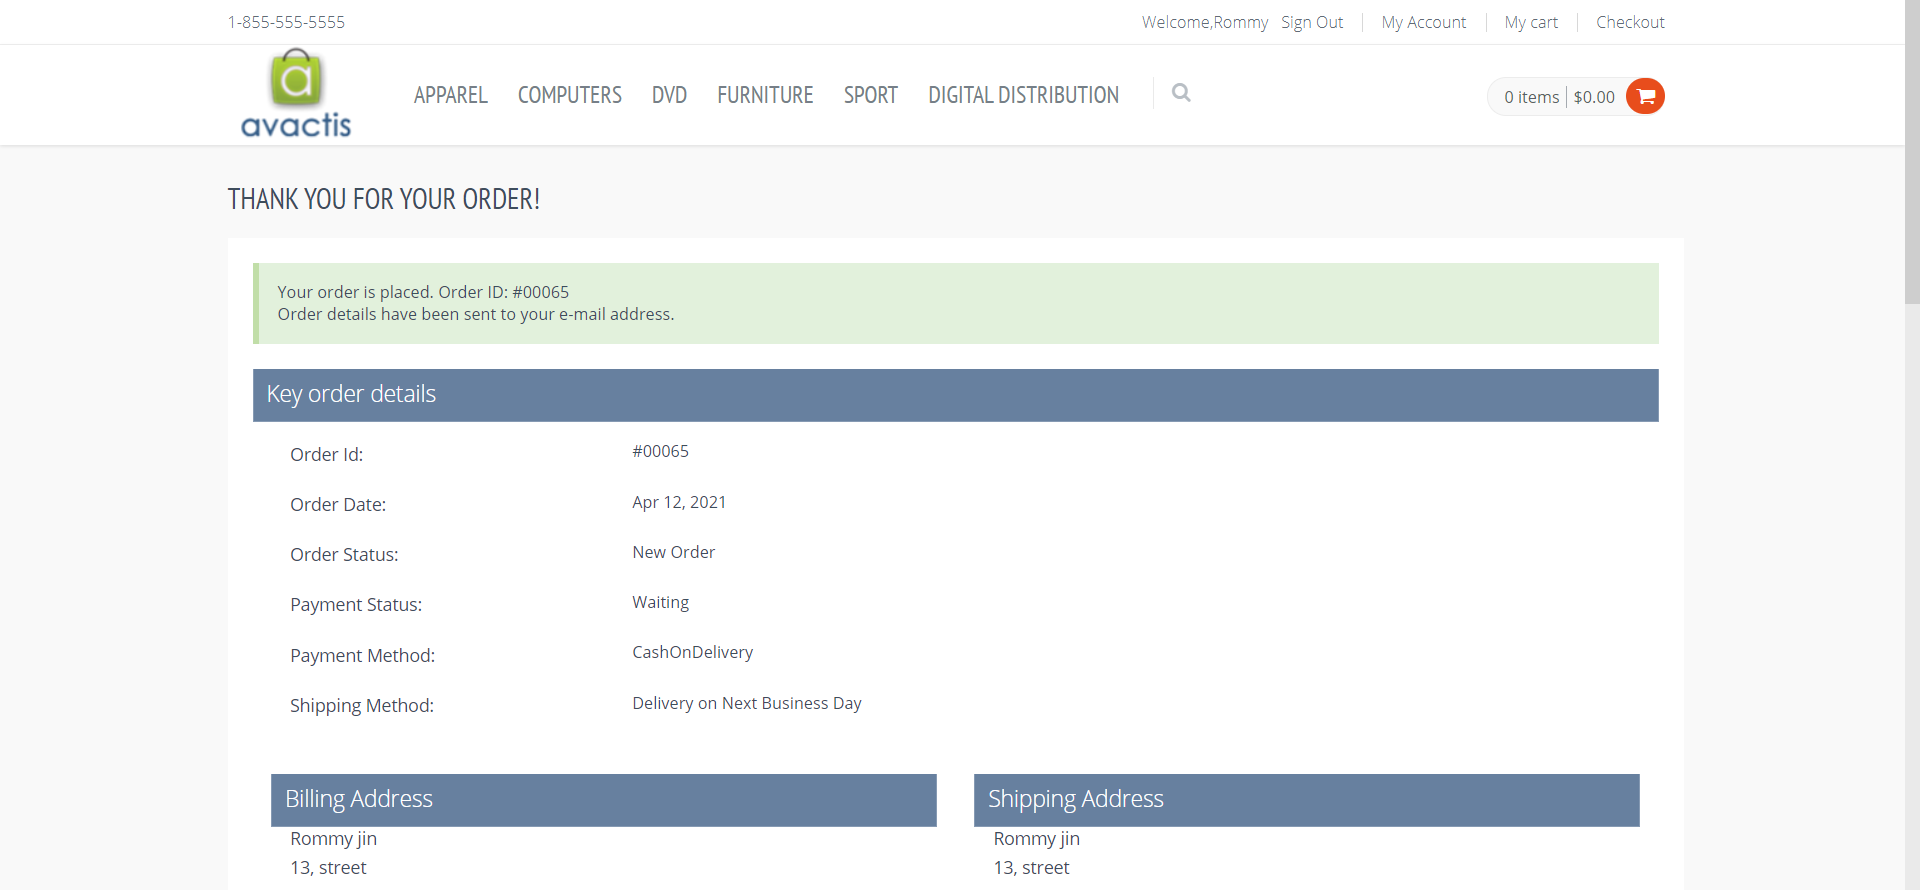 1-855-555-5555
Welcome,Rommy Sign Out My Account My cart Checkout
a
avactis
APPAREL COMPUTERS DVD FURNITURE SPORT DIGITAL DISTRIBUTION
0 items $0.00
THANK YOU FOR YOUR ORDER!
Your order is placed. Order ID: #00065
Order details have been sent to your e-mail address.
Key order details
Order Id: #00065
Order Date: Apr 12, 2021
Order Status: New Order
Payment Status: Waiting
Payment Method: CashOnDelivery
Shipping Method: Delivery on Next Business Day
Billing Address
Rommy jin
13, street
Shipping Address
Rommy jin
13, street